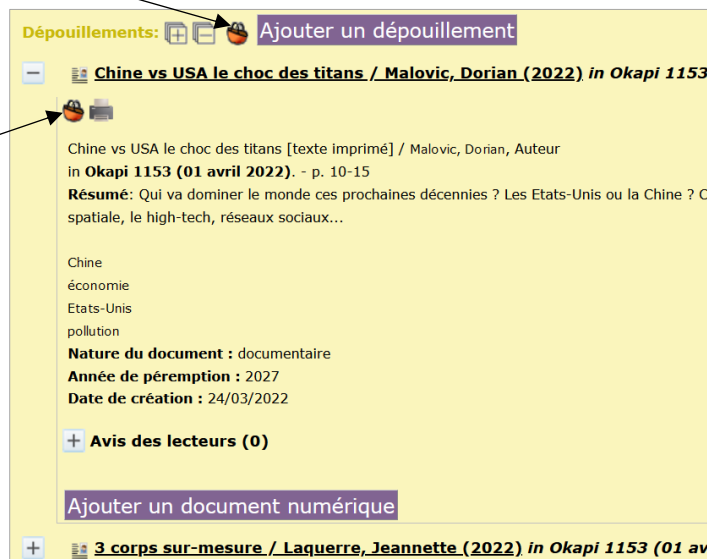 Dépouillements: Ajouter un dépouillement
Chine vs USA le choc des titans / Malovic, Dorian (2022) in Okapi 1153
Chine vs USA le choc des titans [texte imprimé] / Malovic, Dorian, Auteur
in Okapi 1153 (01 avril 2022). - p. 10-15
Résumé: Qui va dominer le monde ces prochaines décennies ? Les Etats-Unis ou la Chine ? C
spatiale, le high-tech, réseaux sociaux...
Chine
économie
Etats-Unis
pollution
Nature du document : documentaire
Année de péremption : 2027
Date de création : 24/03/2022
Avis des lecteurs (0)
Ajouter un document numérique
3 corps sur-mesure / Laquerre, Jeannette (2022) in Okapi 1153 (01 av